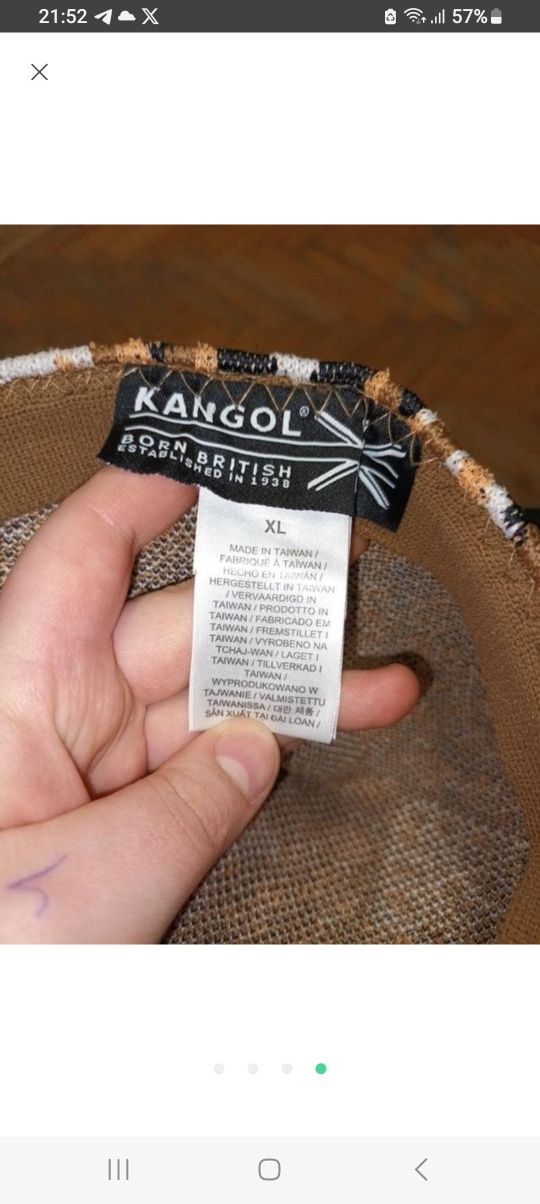 21:52
57%
KANGOL®
BORN BRITISH
ESTABLISHED IN 1938
XL
MADE IN TAIWAN /
FABRIQUÉ À TAÏWAN /
HECHO EN TAIWÁN /
HERGESTELLT IN TAIWAN
/ VERVAARDIGD IN
TAIWAN / PRODOTTO IN
TAIWAN / FABRICADO EM
TAIWAN / FREMSTILLET I
TAIWAN / VYROBENO NA
TCHAJ-WAN / LAGET I
TAIWAN / TILLVERKAD I
TAIWAN /
WYPRODUKOWANO W
TAJWANIE / VALMISTETTU
TAIWANISSA / 대만 제품 /
SẢN XUẤT TẠI ĐÀI LOAN /